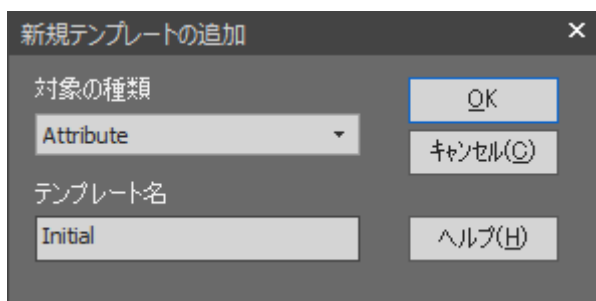 新規テンプレートの追加
対象の種類
Attribute
テンプレート名
Initial
OK
ｷｬﾝｾﾙ(C)
ヘルプ(H)